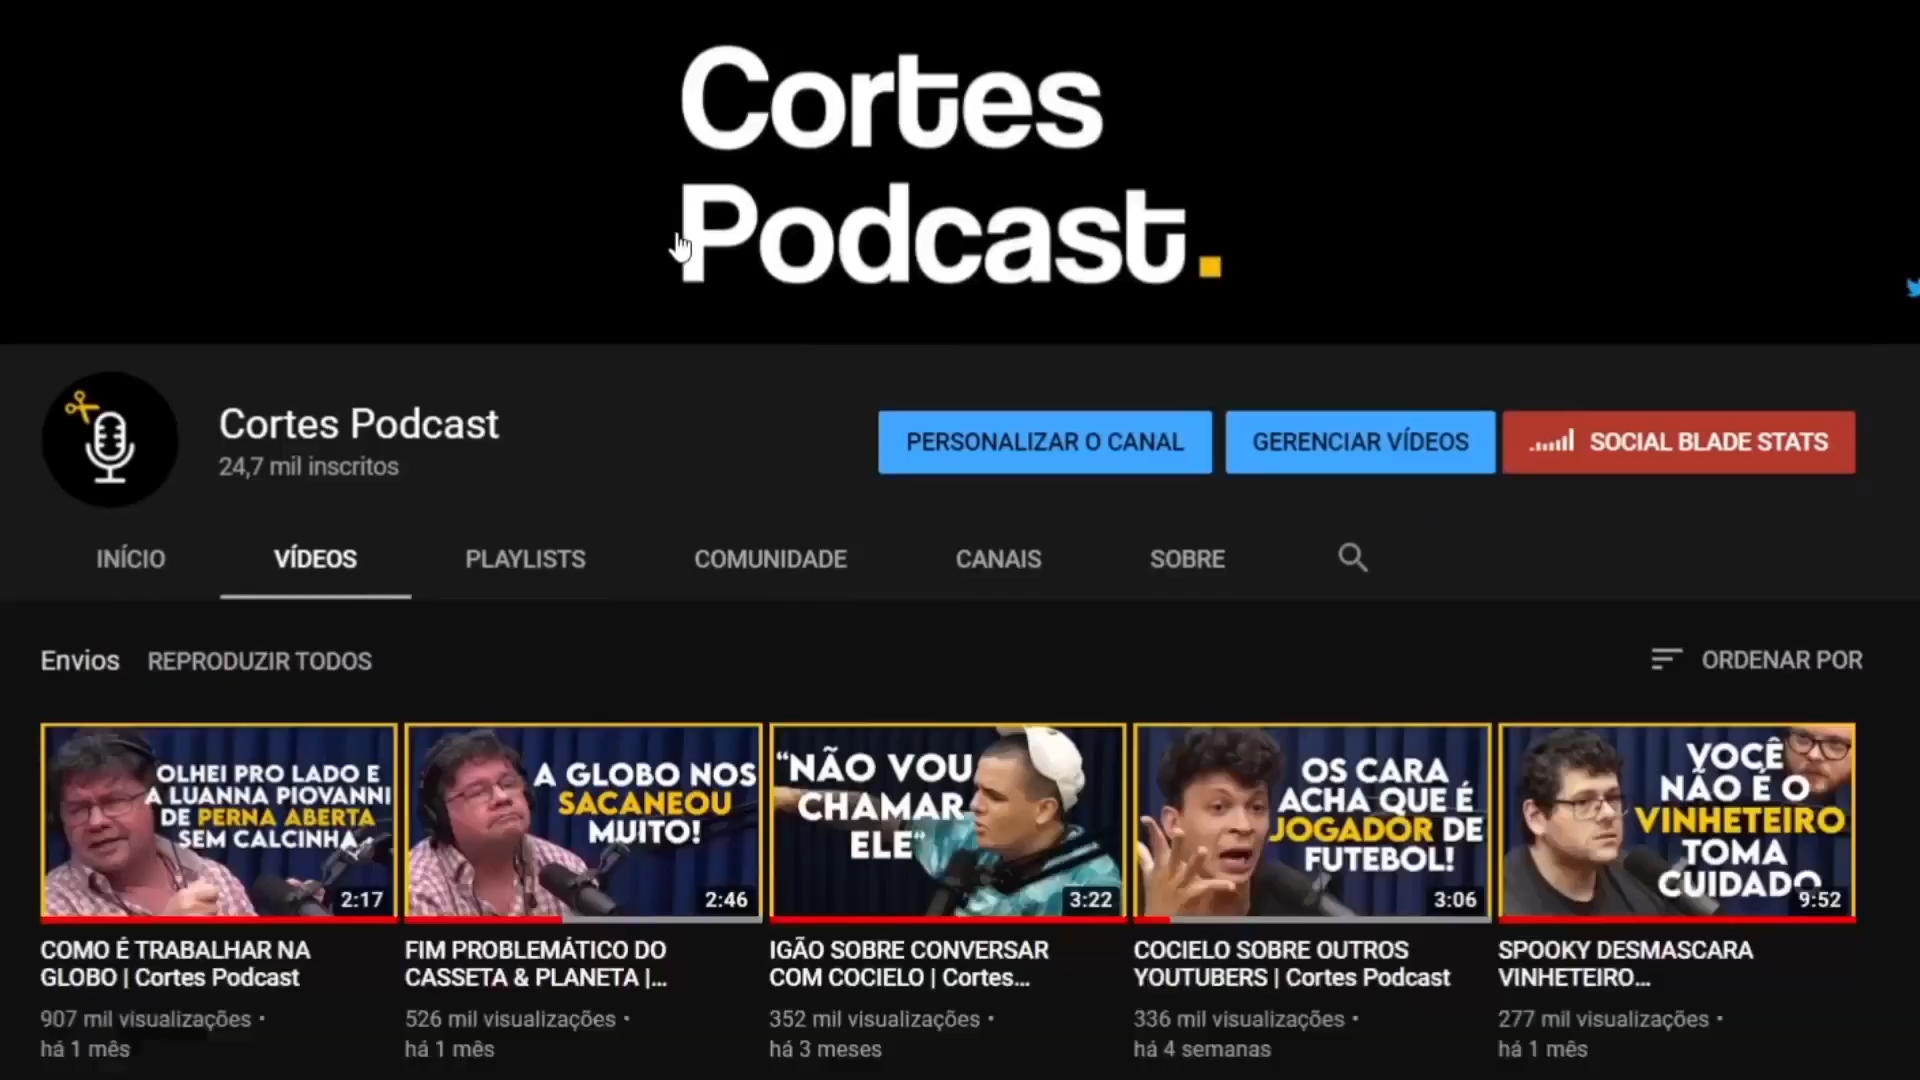 Cortes
Podcast.
Cortes Podcast
24,7 mil inscritos
PERSONALIZAR O CANAL
GERENCIAR VÍDEOS
SOCIAL BLADE STATS
INÍCIO
VÍDEOS
PLAYLISTS
COMUNIDADE
CANAIS
SOBRE
Envios
REPRODUZIR TODOS
ORDENAR POR
OLHEI PRO LADO E
A LUANNA PIOVANNI
DE PERNA ABERTA
SEM CALCINHA
2:17
COMO É TRABALHAR NA
GLOBO | Cortes Podcast
907 mil visualizações •
há 1 mês
A GLOBO NOS
SACANEOU
MUITO!
2:46
FIM PROBLEMÁTICO DO
CASSETA & PLANETA |...
526 mil visualizações •
há 1 mês
“NÃO VOU
CHAMAR
ELE“
3:22
IGÃO SOBRE CONVERSAR
COM COCIELO | Cortes...
352 mil visualizações •
há 3 meses
OS CARA
ACHA QUE É
JOGADOR DE
FUTEBOL!
3:06
COCIELO SOBRE OUTROS
YOUTUBERS | Cortes Podcast
336 mil visualizações •
há 4 semanas
VOCÊ
NÃO É O
VINHETEIRO
TOMA
CUIDADO
9:52
SPOOKY DESMASCARA
VINHETEIRO...
277 mil visualizações •
há 1 mês